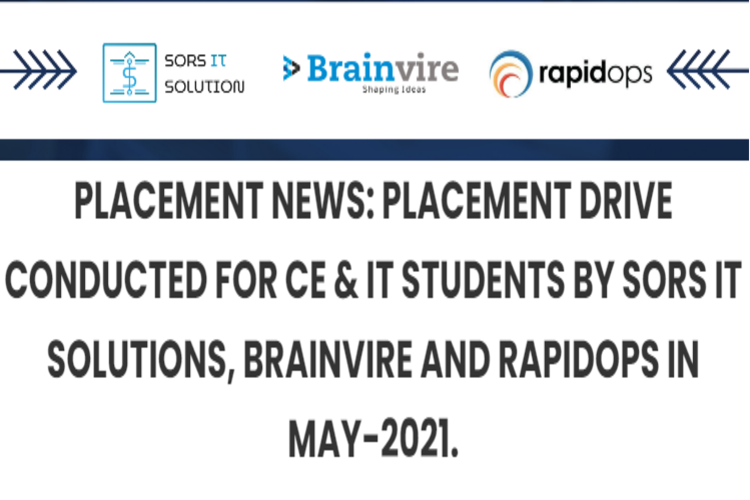 SORS IT
SOLUTION
Brainvire
Shaping Ideas
rapidops
PLACEMENT NEWS: PLACEMENT DRIVE
CONDUCTED FOR CE & IT STUDENTS BY SORS IT
SOLUTIONS, BRAINVIRE AND RAPIDOPS IN
MAY-2021.